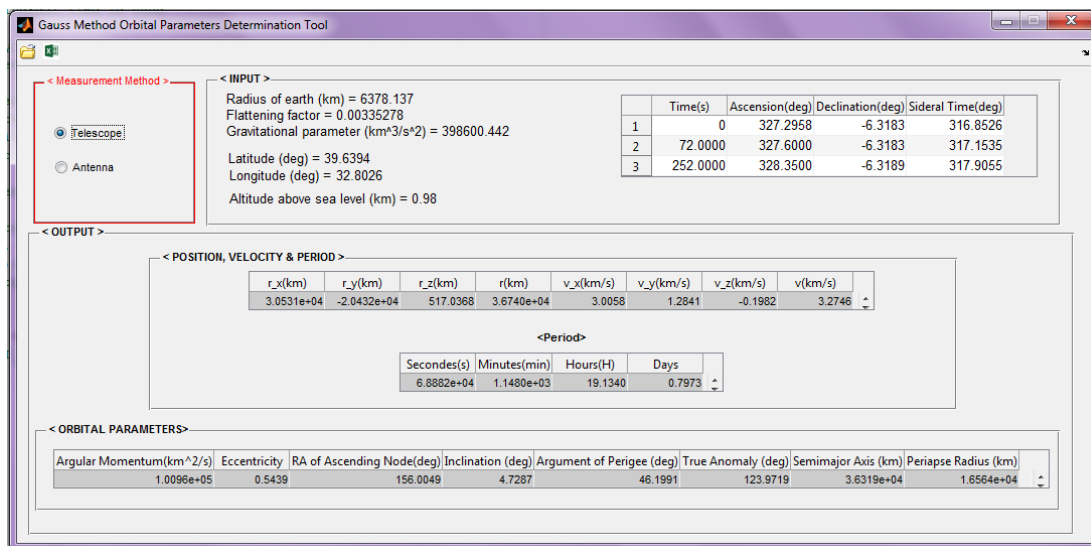 Gauss Method Orbital Parameters Determination Tool
< Measurement Method >
Telescope
Antenna
< INPUT >
Radius of earth (km) = 6378.137
Flattening factor = 0.00335278
Gravitational parameter (km^3/s^2) = 398600.442
Latitude (deg) = 39.6394
Longitude (deg) = 32.8026
Altitude above sea level (km) = 0.98
Time(s) Ascension(deg) Declination(deg) Sideral Time(deg)
1 0 327.2958 -6.3183 316.8526
2 72.0000 327.6000 -6.3183 317.1535
3 252.0000 328.3500 -6.3189 317.9055
< OUTPUT >
< POSITION, VELOCITY & PERIOD >
r_x(km) r_y(km) r_z(km) r(km) v_x(km/s) v_y(km/s) v_z(km/s) v(km/s)
3.0531e+04 -2.0432e+04 517.0368 3.6740e+04 3.0058 1.2841 -0.1982 3.2746
<Period>
Secondes(s) Minutes(min) Hours(H) Days
6.8882e+04 1.1480e+03 19.1340 0.7973
< ORBITAL PARAMETERS>
Argular Momentum(km^2/s) Eccentricity RA of Ascending Node(deg) Inclination (deg) Argument of Perigee (deg) True Anomaly (deg) Semimajor Axis (km) Periapse Radius (km)
1.0096e+05 0.5439 156.0049 4.7287 46.1991 123.9719 3.6319e+04 1.6564e+04